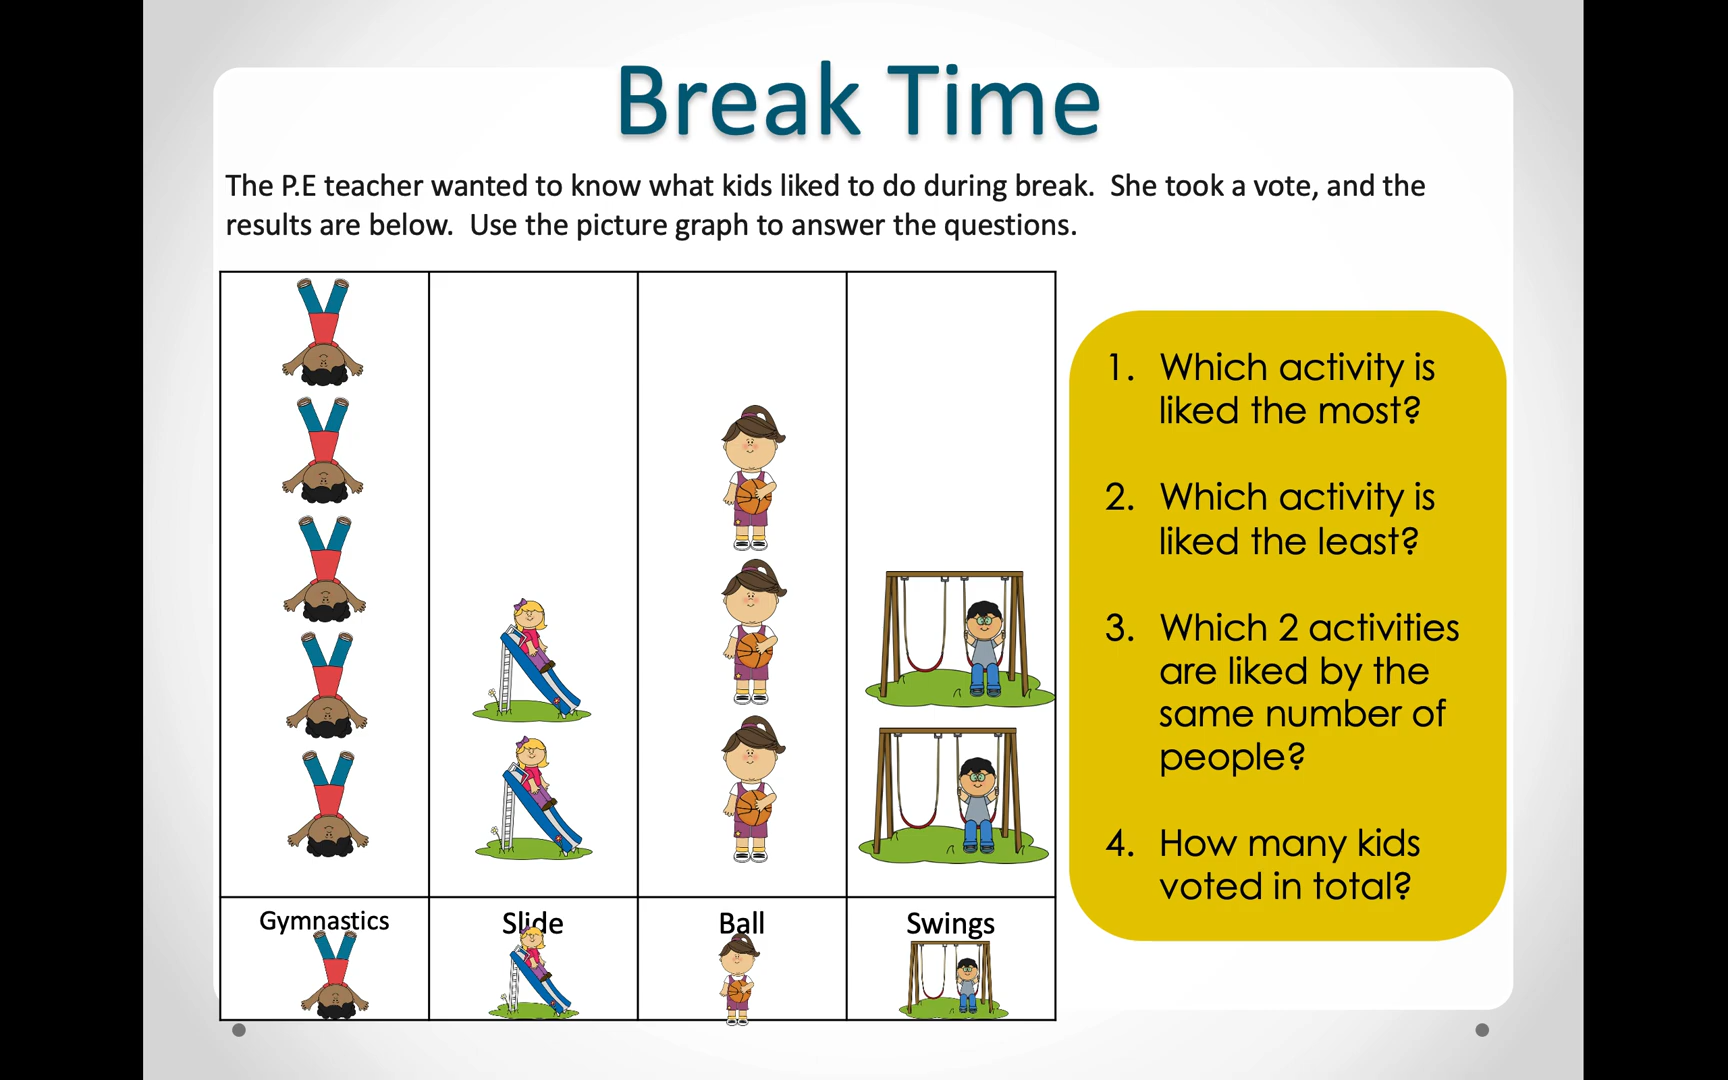 Break Time
The P.E teacher wanted to know what kids liked to do during break.  She took a vote, and the
results are below.  Use the picture graph to answer the questions.
1. Which activity is
liked the most?
2. Which activity is
liked the least?
3. Which 2 activities
are liked by the
same number of
people?
4. How many kids
voted in total?
Gymnastics
Slide
Ball
Swings